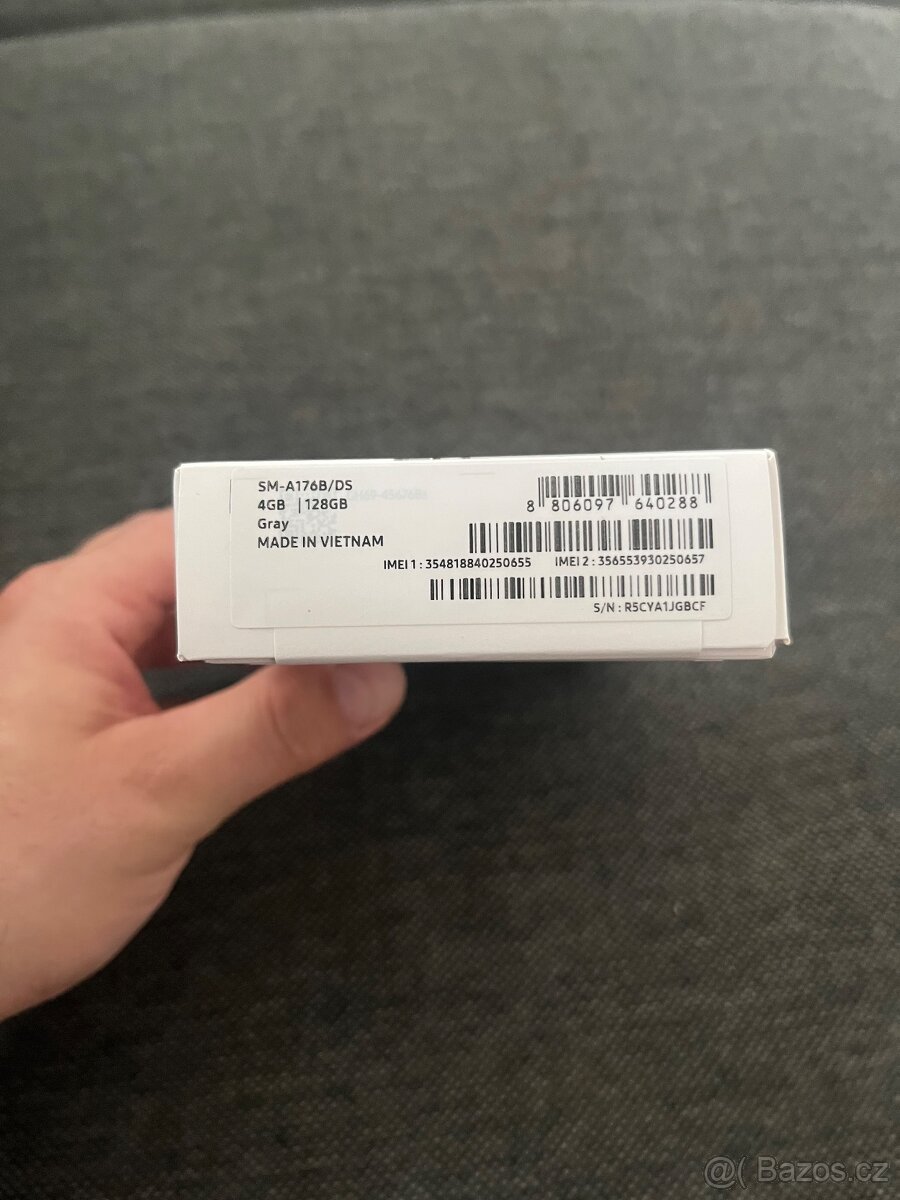 SM-A176B/DS
4GB | 128GB
Gray
MADE IN VIETNAM
8 806097 640288
IMEI 1 : 354818840250655 IMEI 2 : 356553930250657
S/N : R5CYA1JGBCF
@( Bazos.cz